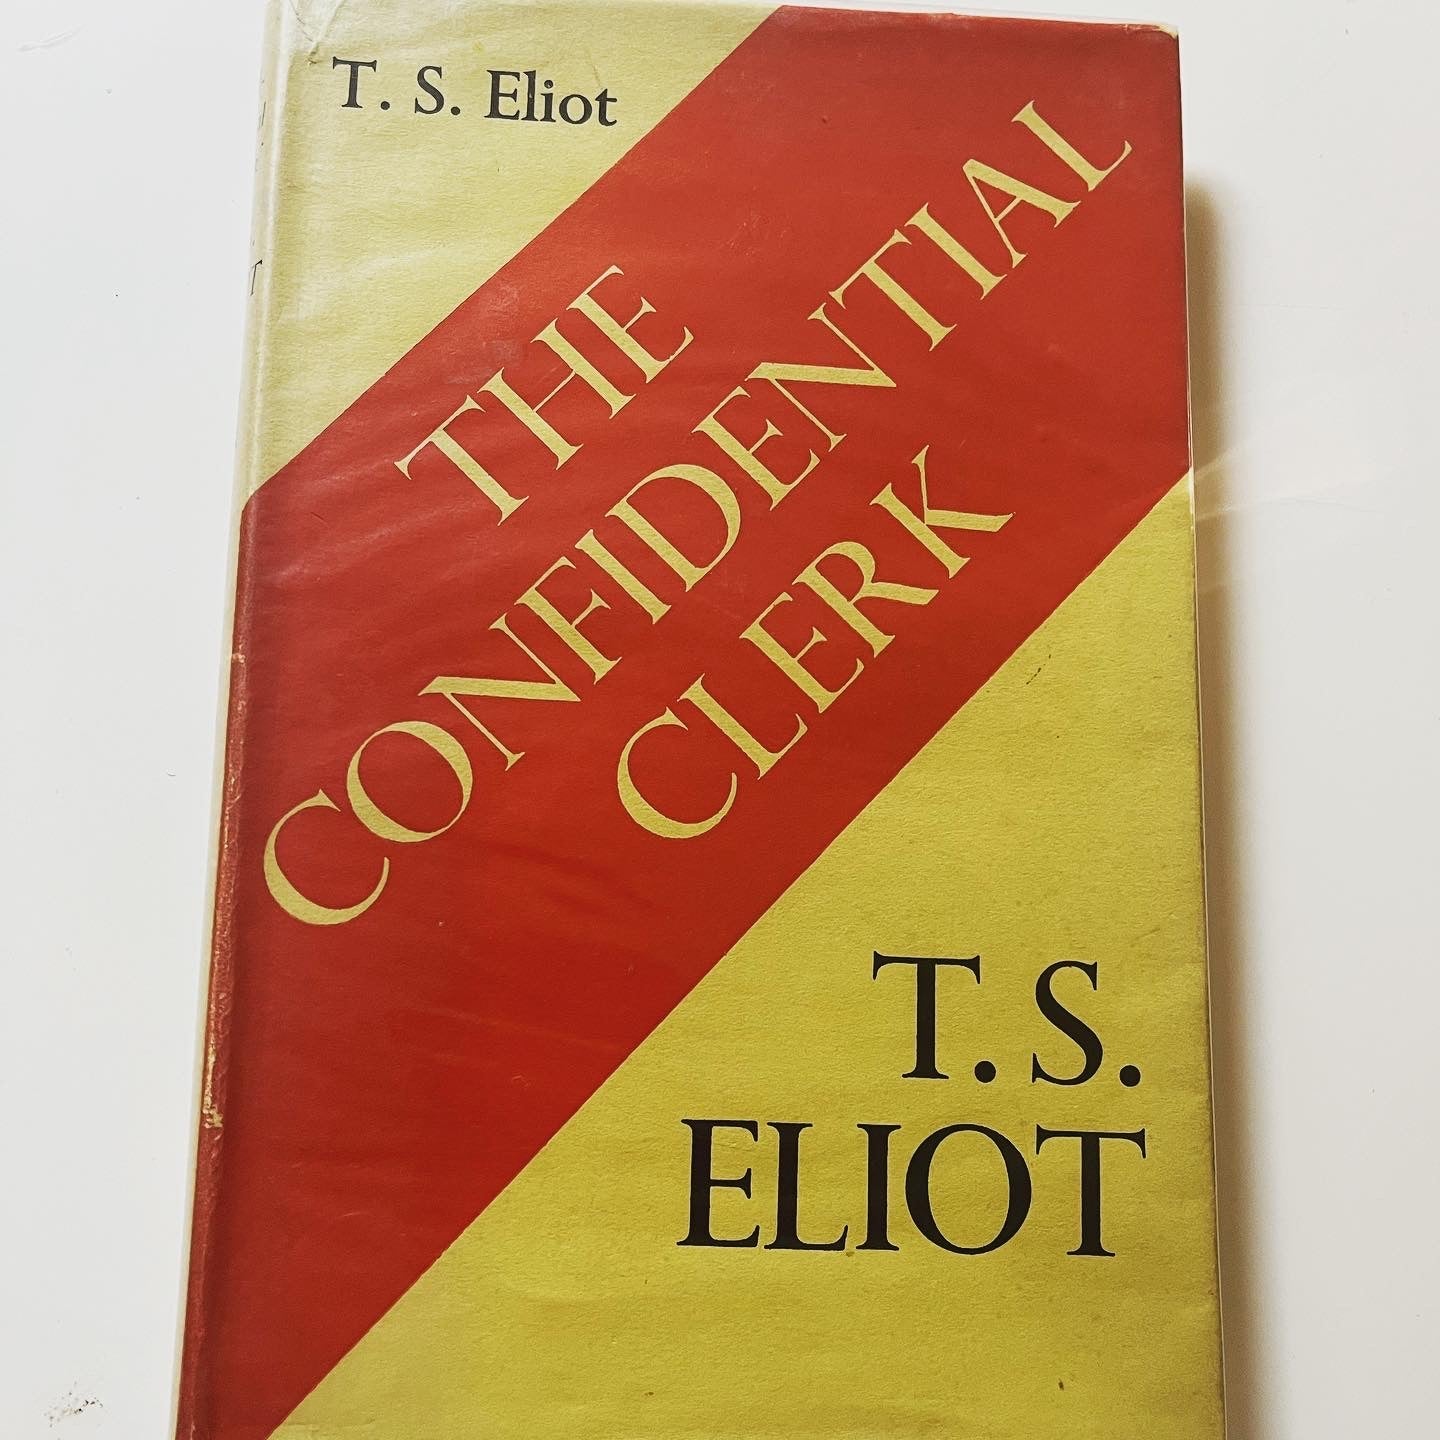 T. S. Eliot
THE
CONFIDENTIAL
CLERK
T. S.
ELIOT